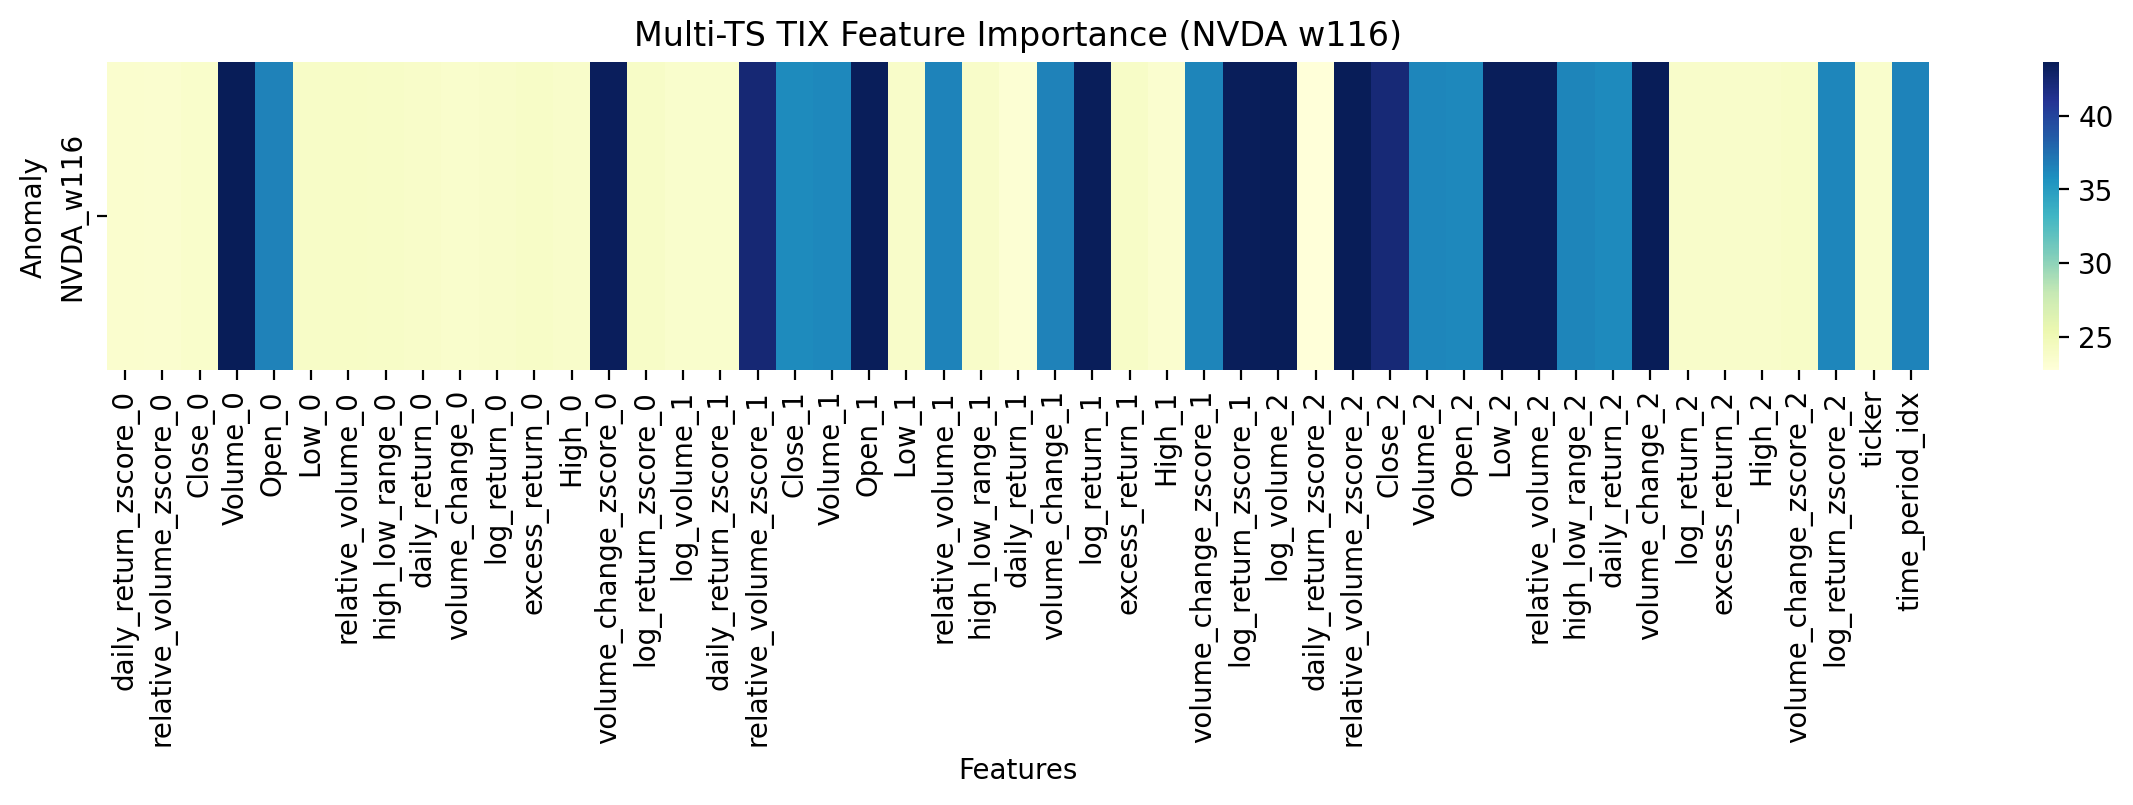 Multi-TS TIX Feature Importance (NVDA w116)
Anomaly
NVDA_w116
40
35
30
25
daily_return_zscore_0
relative_volume_zscore_0
Close_0
Volume_0
Open_0
Low_0
relative_volume_0
high_low_range_0
daily_return_0
volume_change_0
log_return_0
excess_return_0
High_0
volume_change_zscore_0
log_return_zscore_0
log_volume_1
daily_return_zscore_1
relative_volume_zscore_1
Close_1
Volume_1
Open_1
Low_1
relative_volume_1
high_low_range_1
daily_return_1
volume_change_1
log_return_1
excess_return_1
High_1
volume_change_zscore_1
log_return_zscore_1
log_volume_2
daily_return_zscore_2
relative_volume_zscore_2
Close_2
Volume_2
Open_2
Low_2
relative_volume_2
high_low_range_2
daily_return_2
volume_change_2
log_return_2
excess_return_2
High_2
volume_change_zscore_2
log_return_zscore_2
ticker
time_period_idx
Features